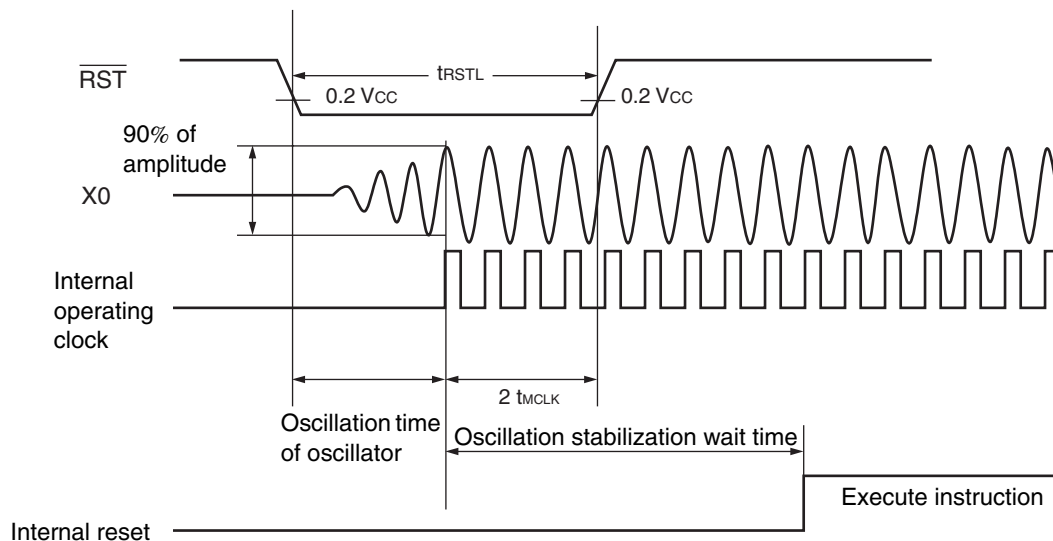 RST
tRSTL
0.2 VCC
0.2 VCC
90% of
amplitude
X0
Internal
operating
clock
2 tMCLK
Oscillation time
of oscillator
Oscillation stabilization wait time
Execute instruction
Internal reset